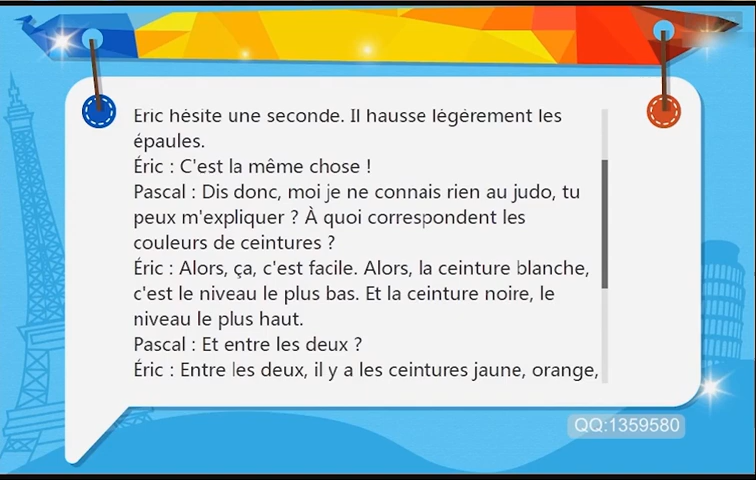 Éric hésite une seconde. Il hausse légèrement les
épaules.
Éric : C'est la même chose !
Pascal : Dis donc, moi je ne connais rien au judo, tu
peux m'expliquer ? À quoi correspondent les
couleurs de ceintures ?
Éric : Alors, ça, c'est facile. Alors, la ceinture blanche,
c'est le niveau le plus bas. Et la ceinture noire, le
niveau le plus haut.
Pascal : Et entre les deux ?
Éric : Entre les deux, il y a les ceintures jaune, orange,
QQ:1359580